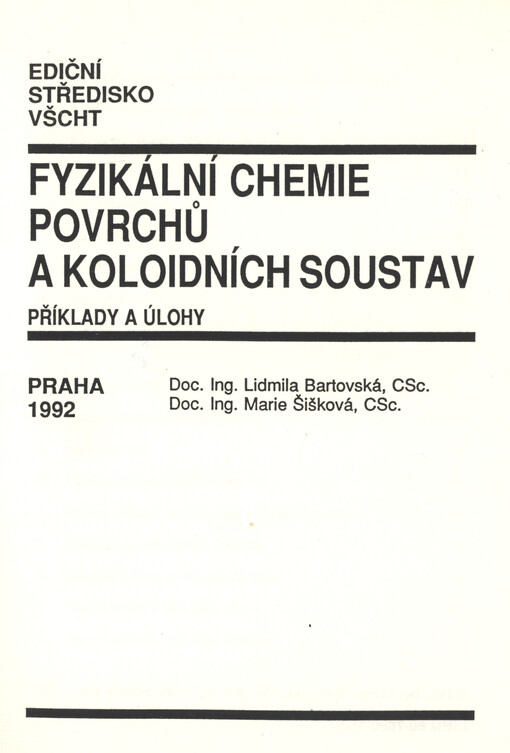 EDIČNÍ
STŘEDISKO
VŠCHT
FYZIKÁLNÍ CHEMIE
POVRCHŮ
A KOLOIDNÍCH SOUSTAV
PŘÍKLADY A ÚLOHY
PRAHA
1992
Doc. Ing. Lidmila Bartovská, CSc.
Doc. Ing. Marie Šišková, CSc.